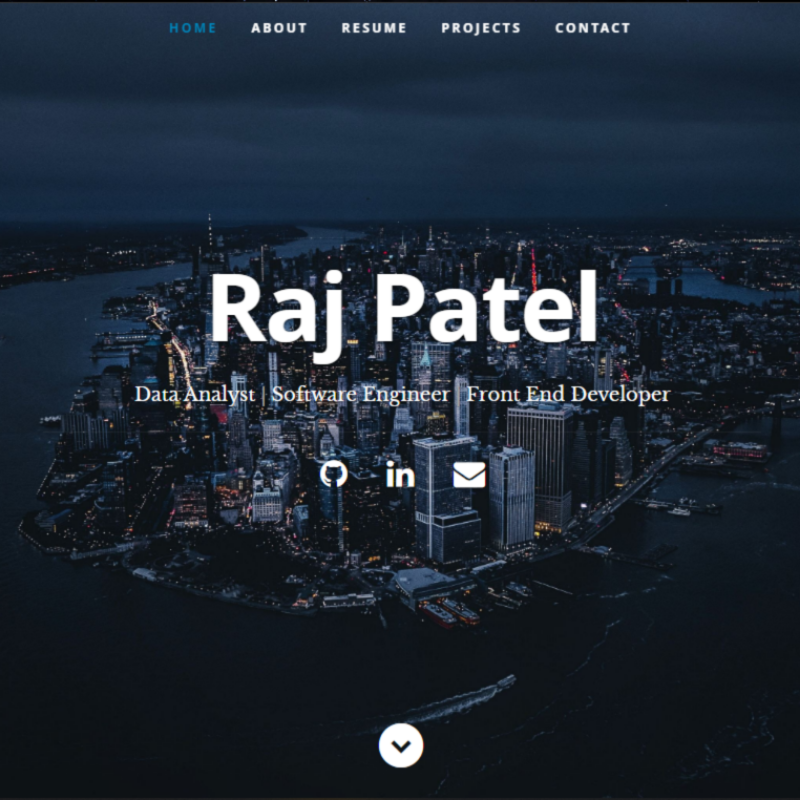 HOME ABOUT RESUME PROJECTS CONTACT
Raj Patel
Data Analyst | Software Engineer | Front End Developer
in